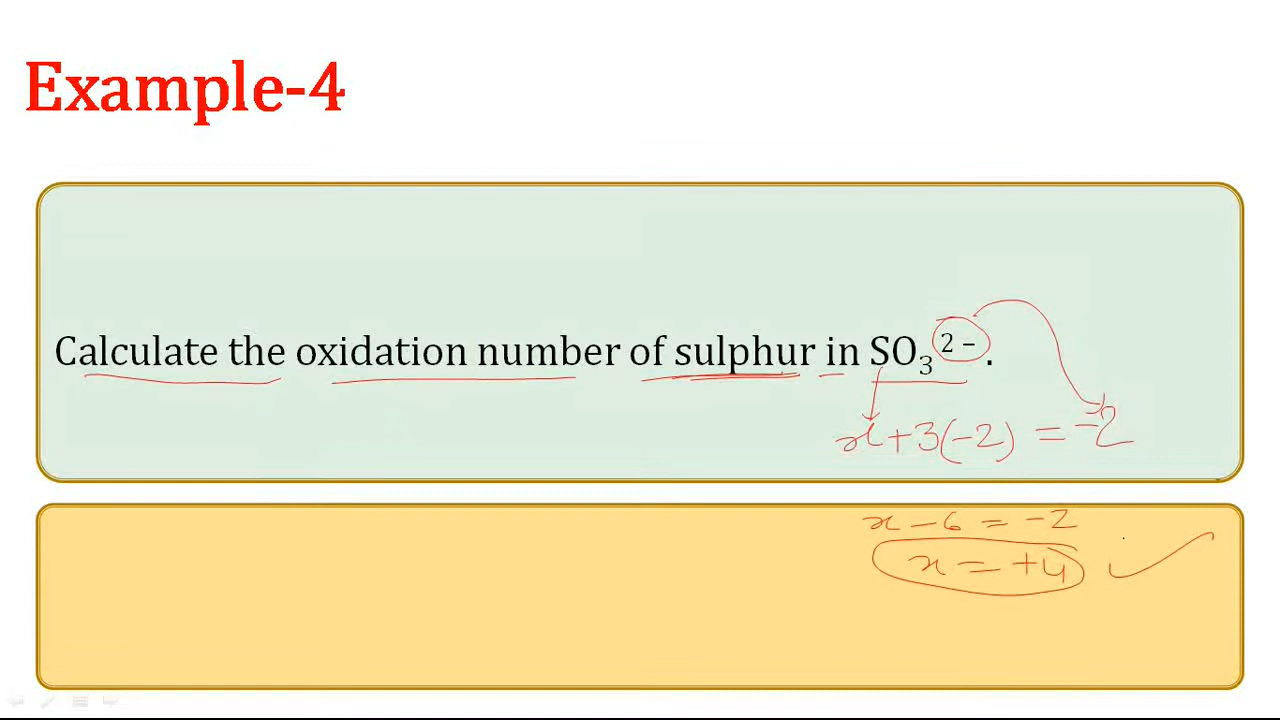 Example-4
Calculate the oxidation number of sulphur in SO₃²⁻.
x+3(-2) = -2
x-6 = -2
x = +4